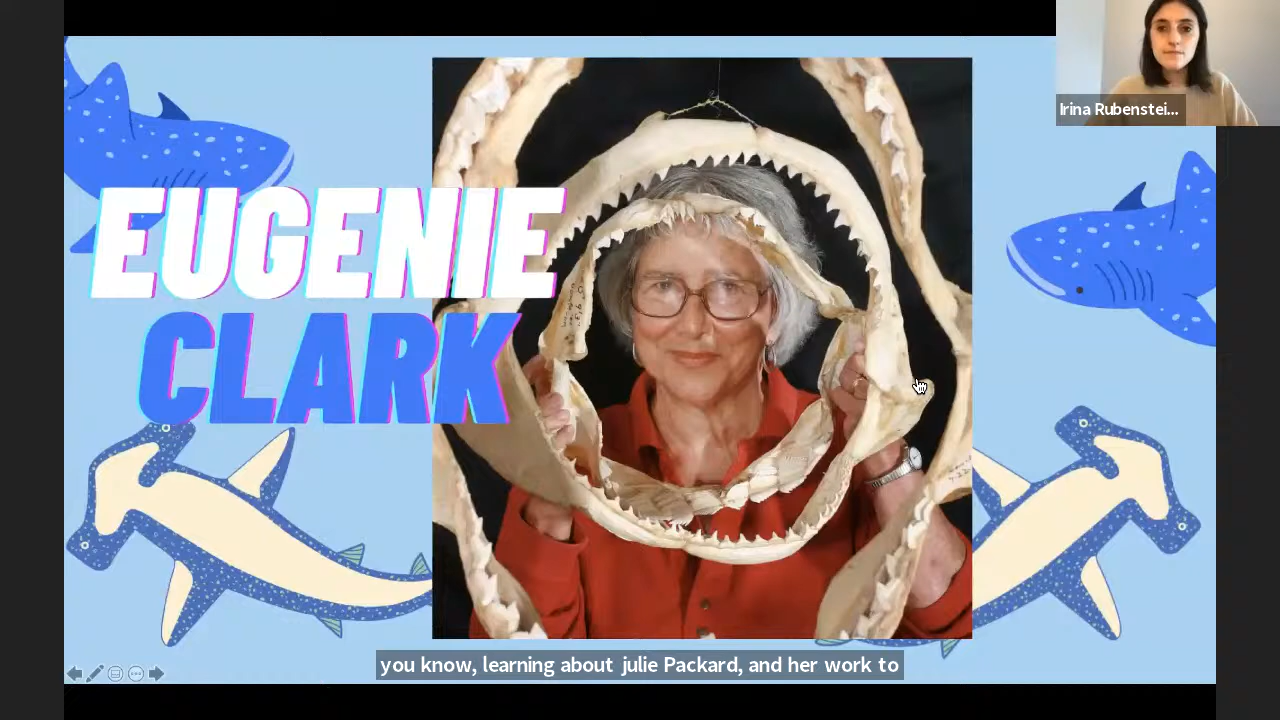 Irina Rubenstei...
EUGENIE
CLARK
you know, learning about julie Packard, and her work to